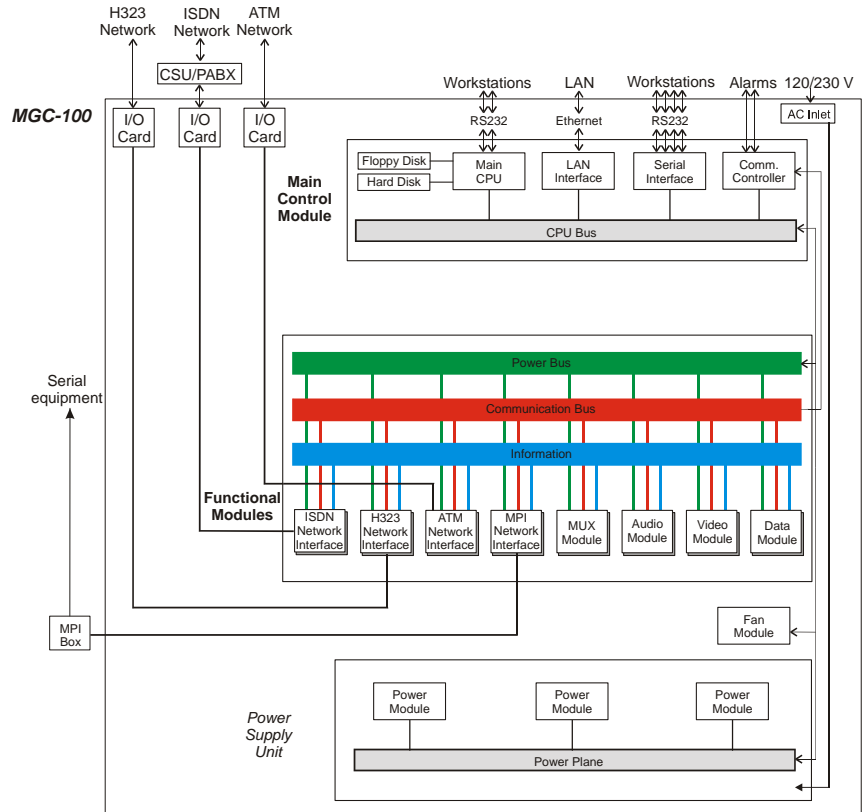 H323
Network
ISDN
Network
ATM
Network
CSU/PABX
MGC-100
I/O
Card
I/O
Card
I/O
Card
Workstations
LAN
Workstations
Alarms
120/230 V
RS232
Ethernet
RS232
AC Inlet
Main
Control
Module
Floppy Disk
Hard Disk
Main
CPU
LAN
Interface
Serial
Interface
Comm.
Controller
CPU Bus
Power Bus
Communication Bus
Information
Serial
equipment
Functional
Modules
ISDN
Network
Interface
H323
Network
Interface
ATM
Network
Interface
MPI
Network
Interface
MUX
Module
Audio
Module
Video
Module
Data
Module
MPI
Box
Fan
Module
Power
Supply
Unit
Power
Module
Power
Module
Power
Module
Power Plane